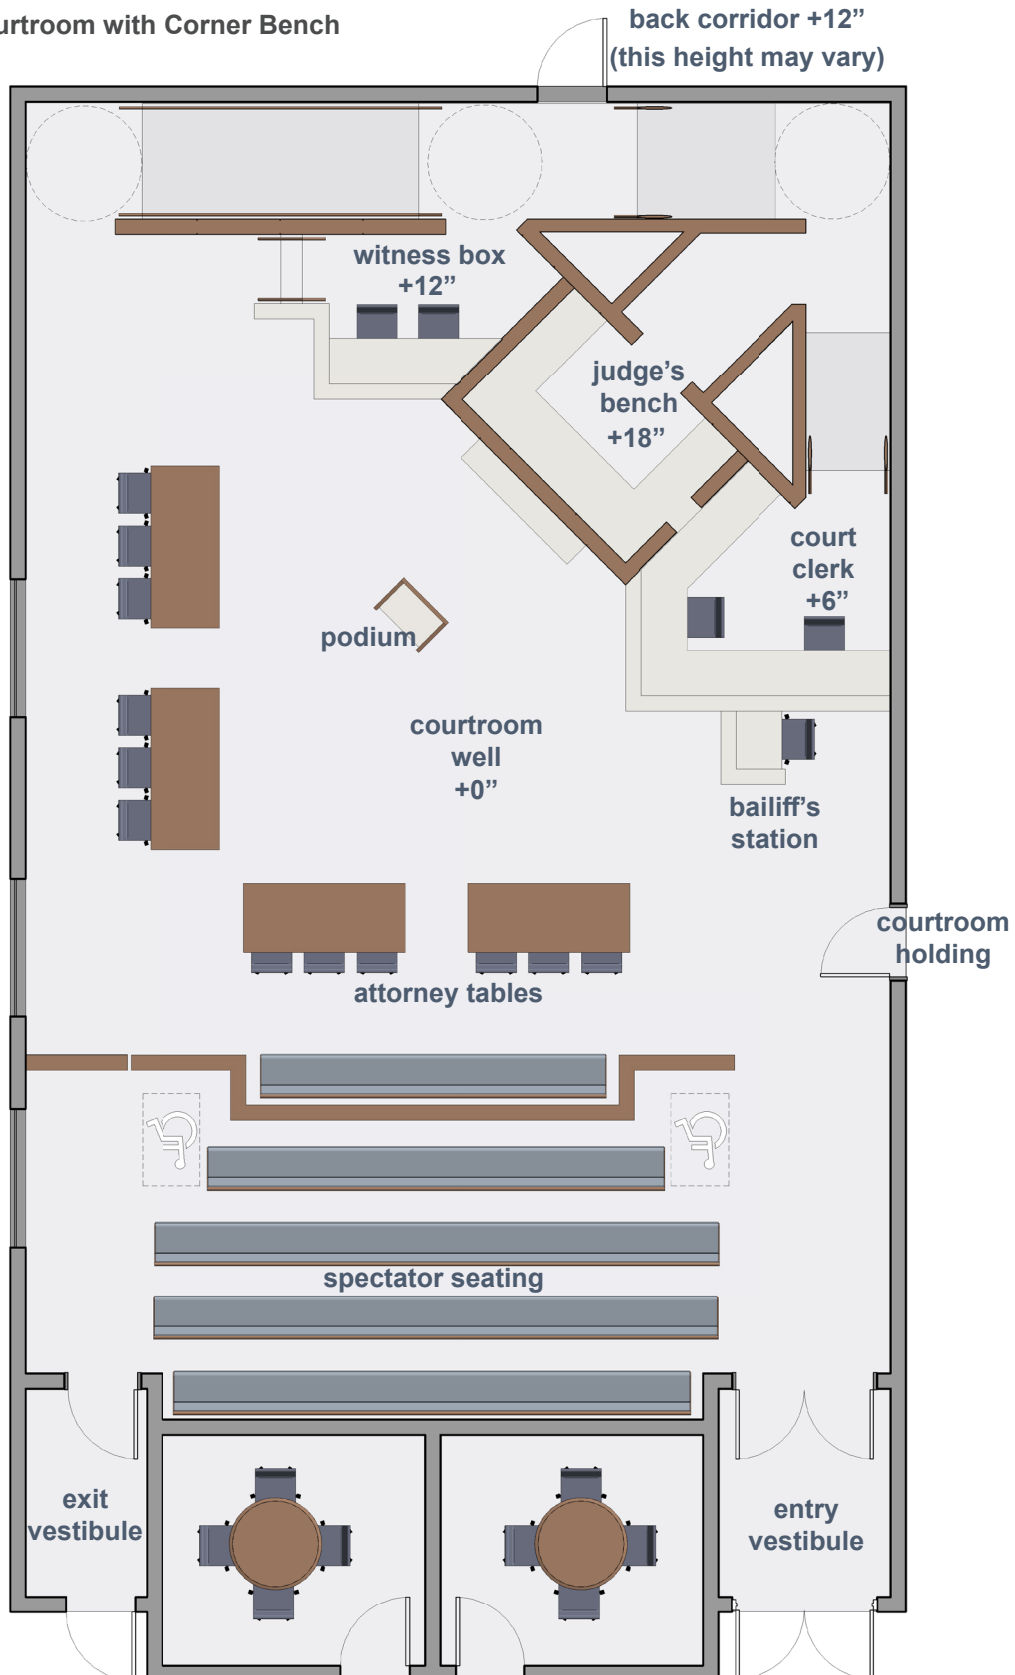 urtroom with Corner Bench
back corridor +12”
(this height may vary)
witness box
+12”
judge’s
bench
+18”
court
clerk
+6”
podium
courtroom
well
+0”
bailiff’s
station
courtroom
holding
attorney tables
spectator seating
exit
vestibule
entry
vestibule